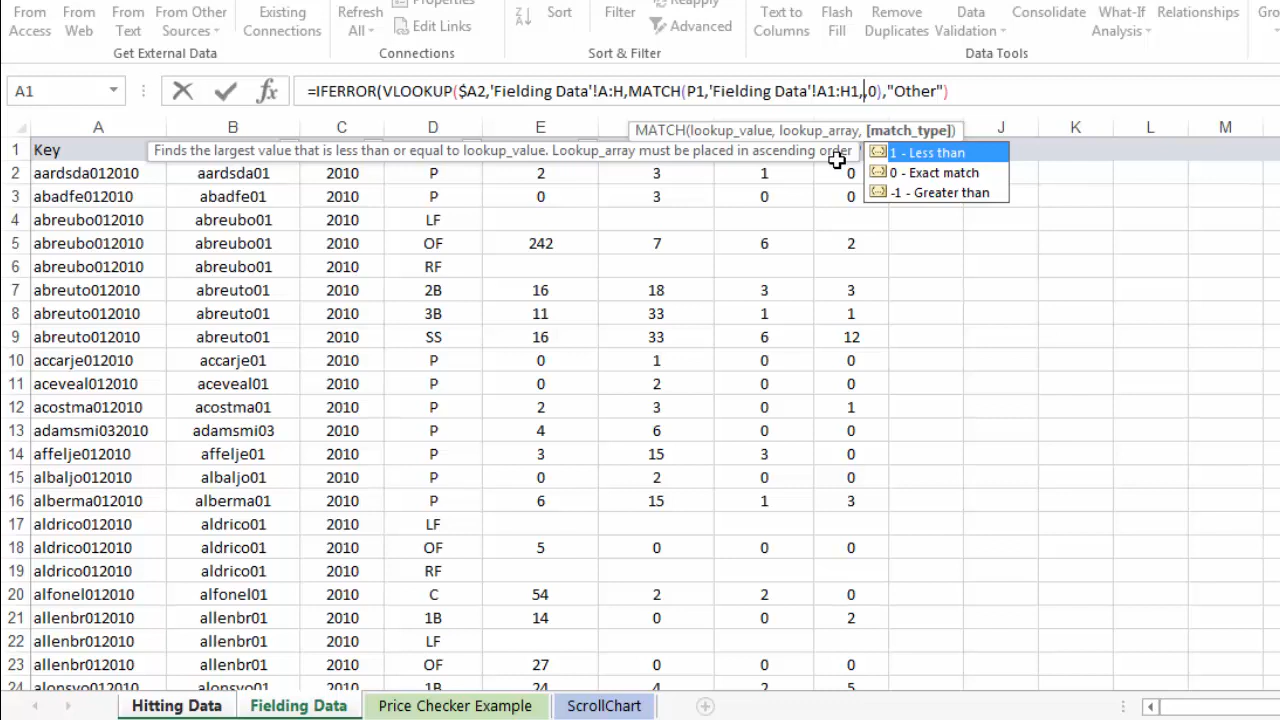 From Access
From Web
From Text
From Other Sources
Existing Connections
Refresh All
Properties
Edit Links
Sort
Filter
Reapply
Advanced
Text to Columns
Flash Fill
Remove Duplicates
Data Validation
Consolidate
What-If Analysis
Relationships
Get External Data
Connections
Sort & Filter
Data Tools
A1
fx
=IFERROR(VLOOKUP($A2,'Fielding Data'!A:H,MATCH(P1,'Fielding Data'!A1:H1,,0),"Other")
MATCH(lookup_value, lookup_array, [match_type])
A B C D E J K L M
1 Key
Finds the largest value that is less than or equal to lookup_value. Lookup_array must be placed in ascending order
1 - Less than
0 - Exact match
-1 - Greater than
2 aardsda012010 aardsda01 2010 P 2 3 1 0
3 abadfe012010 abadfe01 2010 P 0 3 0 0
4 abreubo012010 abreubo01 2010 LF
5 abreubo012010 abreubo01 2010 OF 242 7 6 2
6 abreubo012010 abreubo01 2010 RF
7 abreuto012010 abreuto01 2010 2B 16 18 3 3
8 abreuto012010 abreuto01 2010 3B 11 33 1 1
9 abreuto012010 abreuto01 2010 SS 16 33 6 12
10 accarje012010 accarje01 2010 P 0 1 0 0
11 aceveal012010 aceveal01 2010 P 0 2 0 0
12 acostma012010 acostma01 2010 P 2 3 0 1
13 adamsmi032010 adamsmi03 2010 P 4 6 0 0
14 affelje012010 affelje01 2010 P 3 15 3 0
15 albaljo012010 albaljo01 2010 P 0 2 0 0
16 alberma012010 alberma01 2010 P 6 15 1 3
17 aldrico012010 aldrico01 2010 LF
18 aldrico012010 aldrico01 2010 OF 5 0 0 0
19 aldrico012010 aldrico01 2010 RF
20 alfonel012010 alfonel01 2010 C 54 2 2 0
21 allenbr012010 allenbr01 2010 1B 14 0 0 2
22 allenbr012010 allenbr01 2010 LF
23 allenbr012010 allenbr01 2010 OF 27 0 0 0
24 alonsyo012010 alonsyo01 2010 1B 24 4 2 5
Hitting Data
Fielding Data
Price Checker Example
ScrollChart